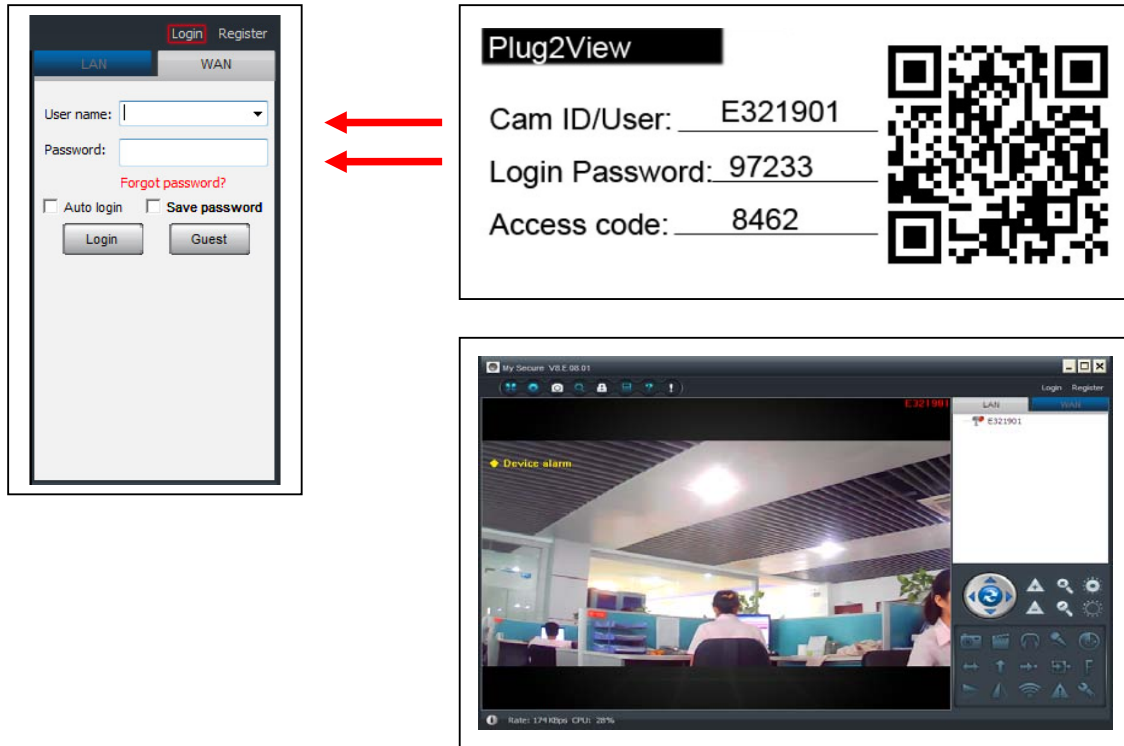 Login Register
LAN WAN
User name:
Password:
Forgot password?
Auto login Save password
Login Guest
Plug2View
Cam ID/User: E321901
Login Password: 97233
Access code: 8462
My Secure V8.E.08.01
Login Register
E321901
LAN WAN
E321901
Device alarm
F
Rate: 174 KBps CPU: 28%